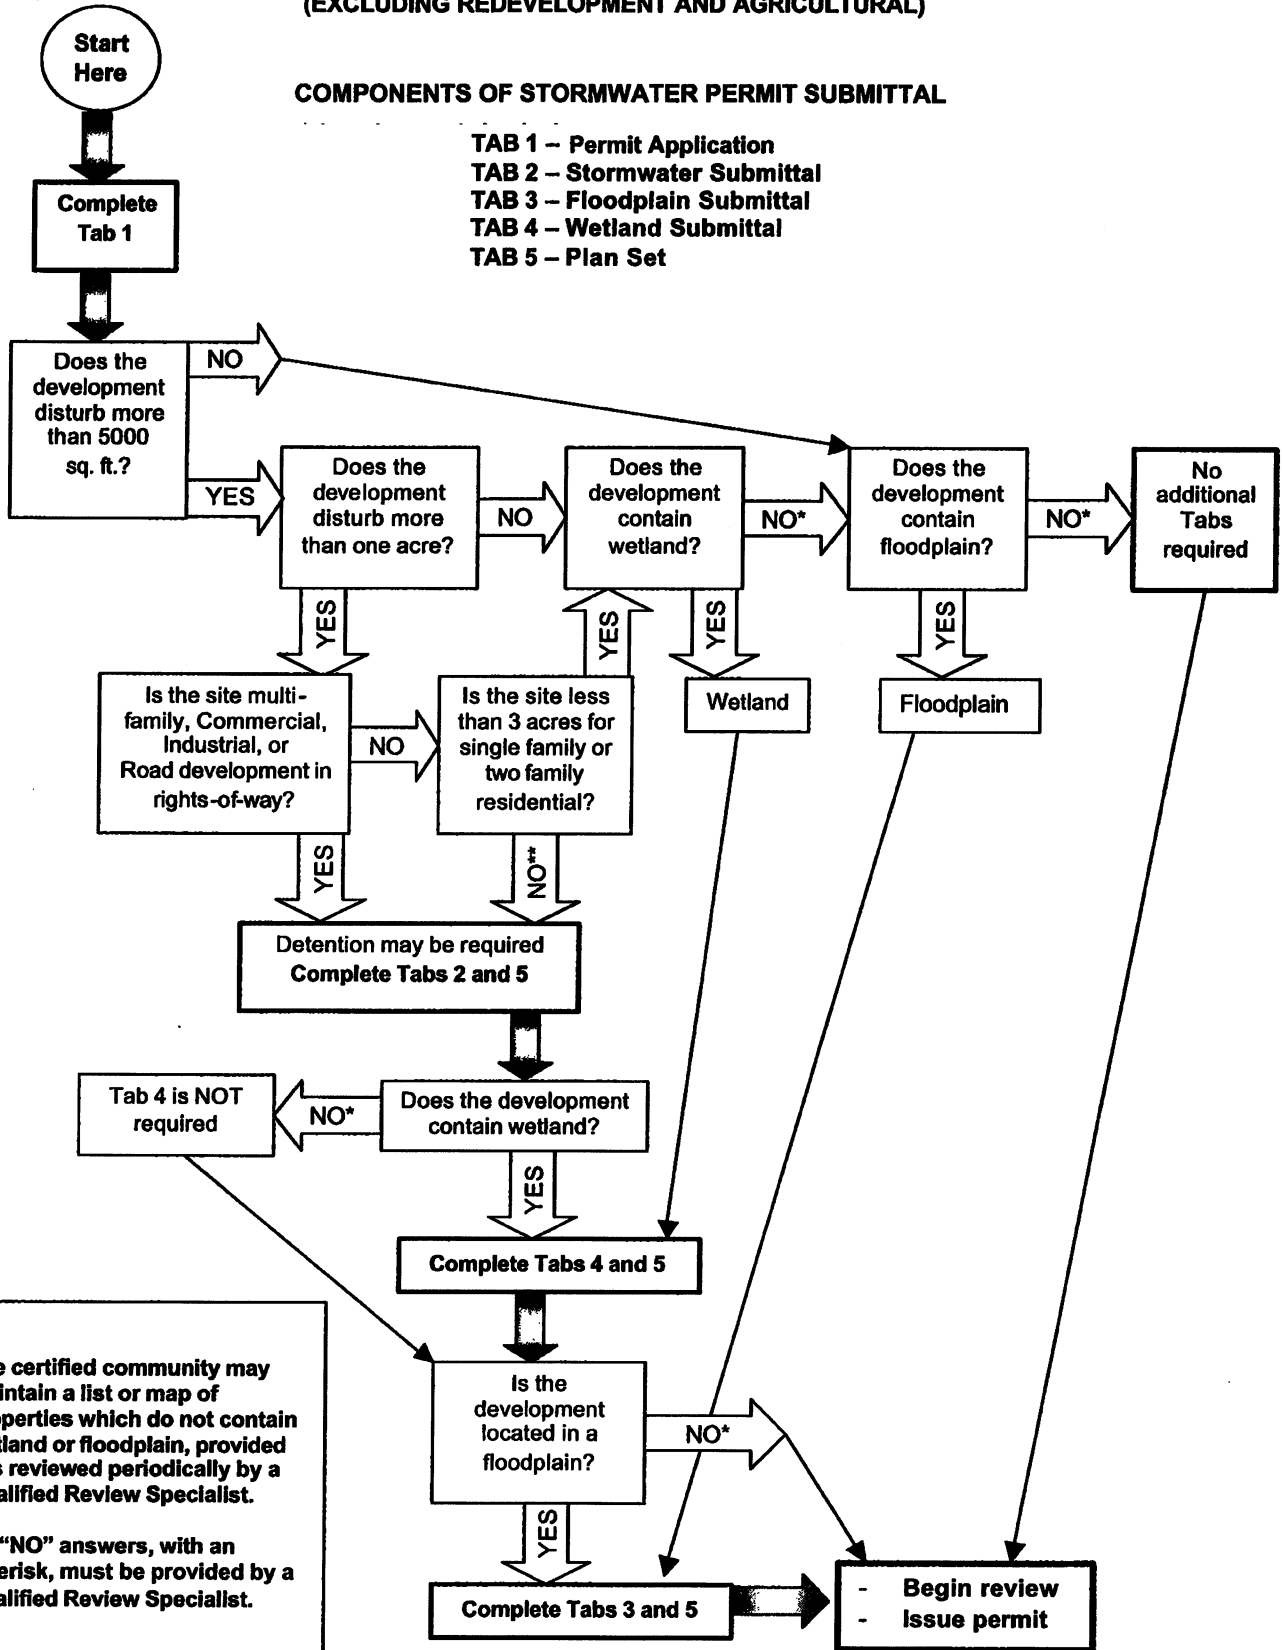 (EXCLUDING REDEVELOPMENT AND AGRICULTURAL)
Start
Here
COMPONENTS OF STORMWATER PERMIT SUBMITTAL
TAB 1 – Permit Application
TAB 2 – Stormwater Submittal
TAB 3 – Floodplain Submittal
TAB 4 – Wetland Submittal
TAB 5 – Plan Set
Complete
Tab 1
Does the
development
disturb more
than 5000
sq. ft.?
NO
YES
Does the
development
disturb more
than one acre?
NO
Does the
development
contain
wetland?
NO*
Does the
development
contain
floodplain?
NO*
No
additional
Tabs
required
YES
YES
YES
YES
Is the site multi-
family, Commercial,
Industrial, or
Road development in
rights-of-way?
NO
Is the site less
than 3 acres for
single family or
two family
residential?
Wetland
Floodplain
YES
NO**
Detention may be required
Complete Tabs 2 and 5
Tab 4 is NOT
required
NO*
Does the development
contain wetland?
YES
Complete Tabs 4 and 5
Is the
development
located in a
floodplain?
NO*
YES
Complete Tabs 3 and 5
- Begin review
- Issue permit
certified community may
a list or map of
which do not contain
or floodplain, provided
reviewed periodically by a
Review Specialist.
"NO" answers, with an
must be provided by a
Review Specialist.